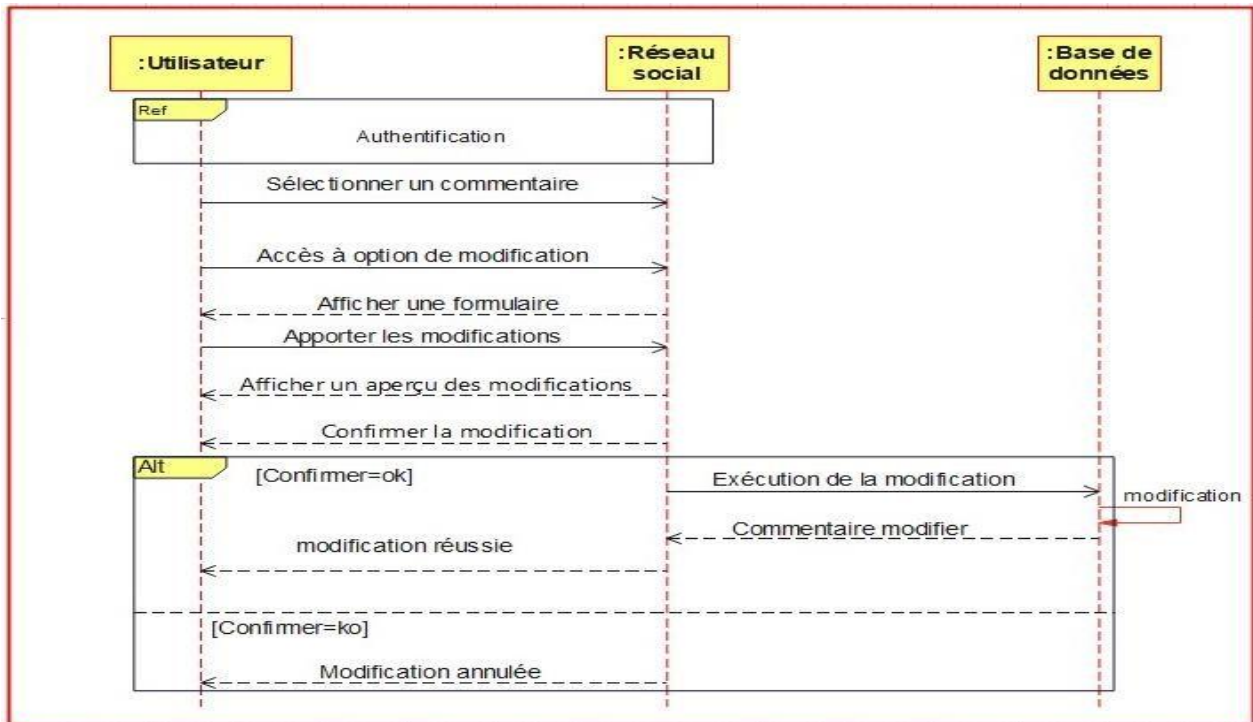 :Utilisateur
:Réseau
social
:Base de
données
Ref
Authentification
Sélectionner un commentaire
Accès à option de modification
Afficher une formulaire
Apporter les modifications
Afficher un aperçu des modifications
Confirmer la modification
Alt
[Confirmer=ok]
Exécution de la modification
modification
Commentaire modifier
modification réussie
[Confirmer=ko]
Modification annulée